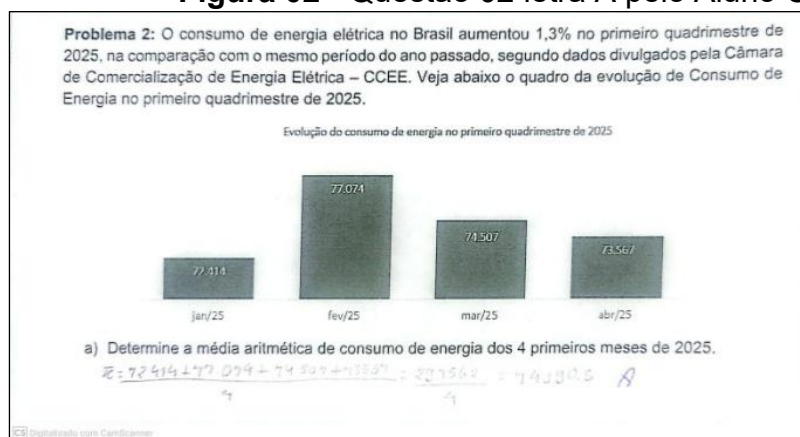 Figura 02 - Questão 02 letra A pelo Aluno
Problema 2: O consumo de energia elétrica no Brasil aumentou 1,3% no primeiro quadrimestre de
2025, na comparação com o mesmo período do ano passado, segundo dados divulgados pela Câmara
de Comercialização de Energia Elétrica – CCEE. Veja abaixo o quadro da evolução de Consumo de
Energia no primeiro quadrimestre de 2025.
Evolução do consumo de energia no primeiro quadrimestre de 2025
77.074
74.507
73.567
72.414
jan/25 fev/25 mar/25 abr/25
a) Determine a média aritmética de consumo de energia dos 4 primeiros meses de 2025.
= 72414+77 074+74 507+73567 = 297562 = 74390.5 A
4 4
CS Digitalizado com CamScanner